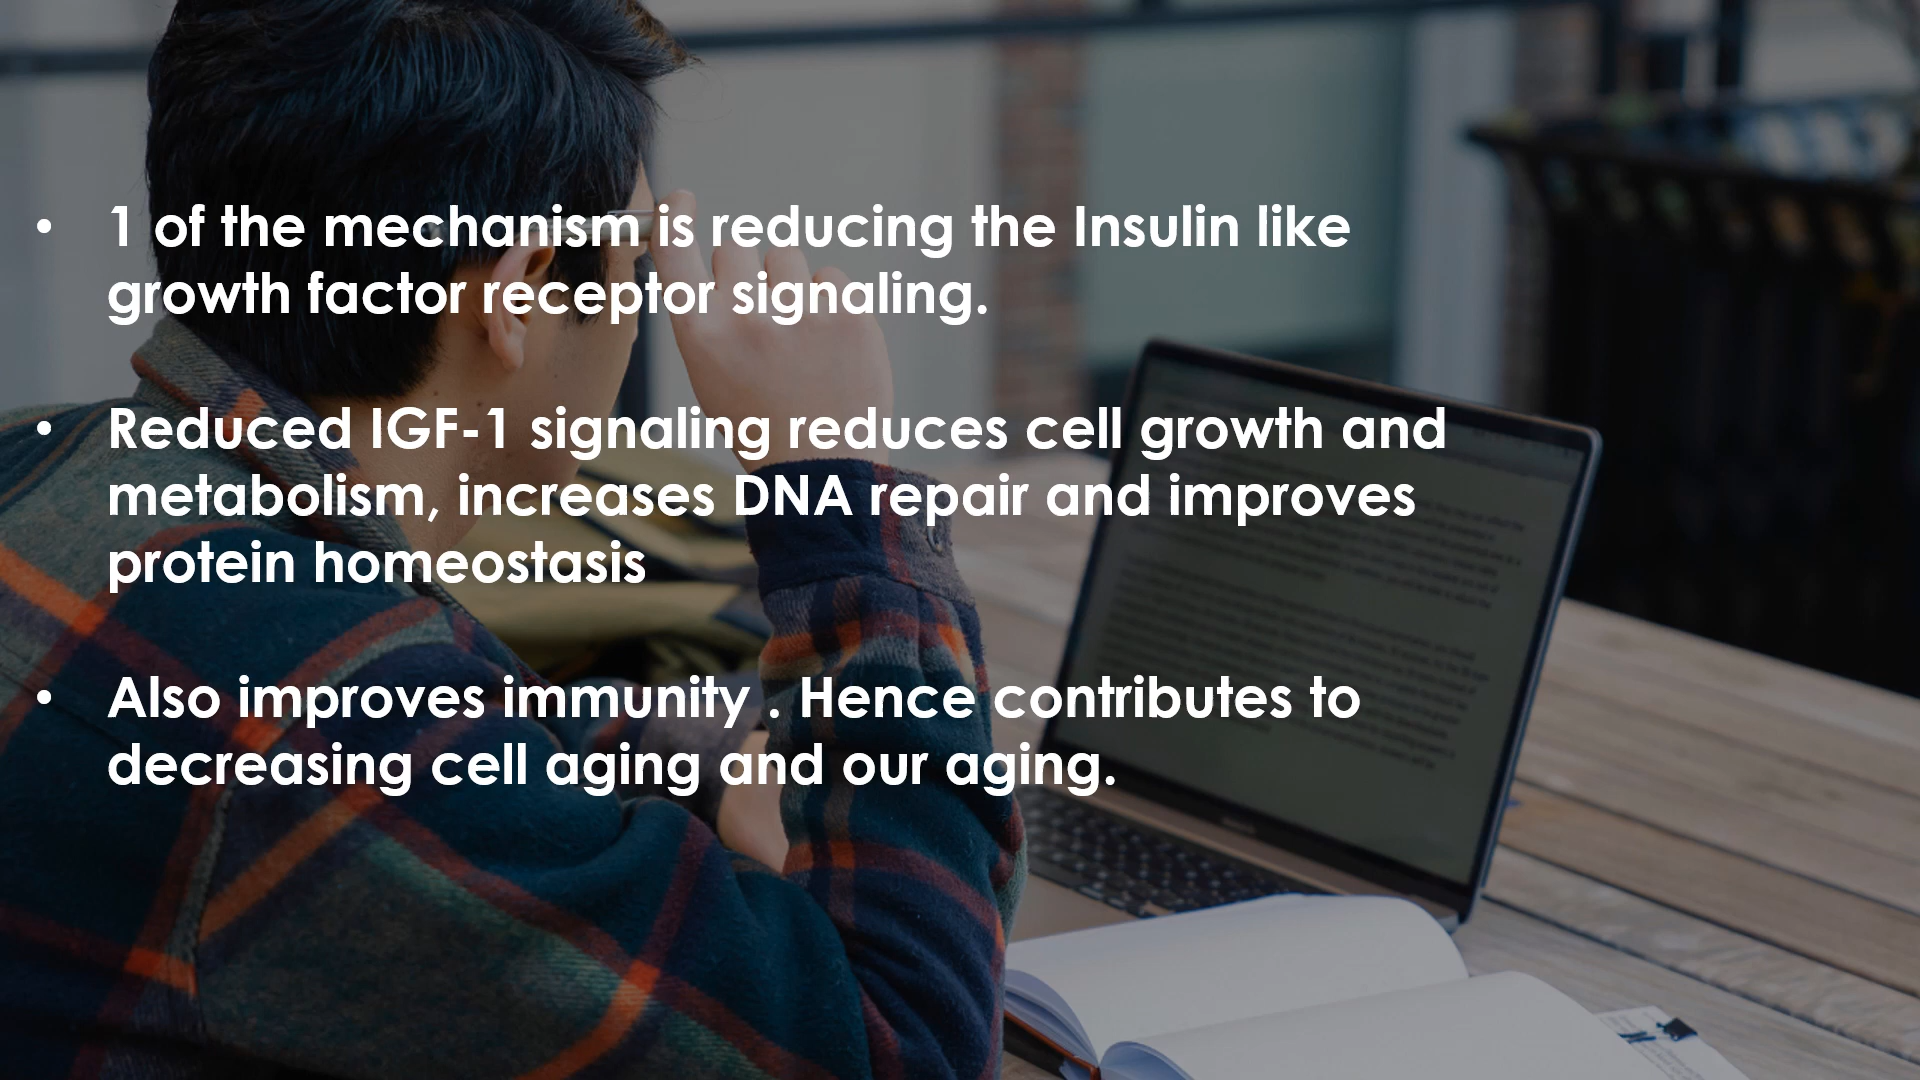 • 1 of the mechanism is reducing the Insulin like
growth factor receptor signaling.
• Reduced IGF-1 signaling reduces cell growth and
metabolism, increases DNA repair and improves
protein homeostasis
• Also improves immunity . Hence contributes to
decreasing cell aging and our aging.